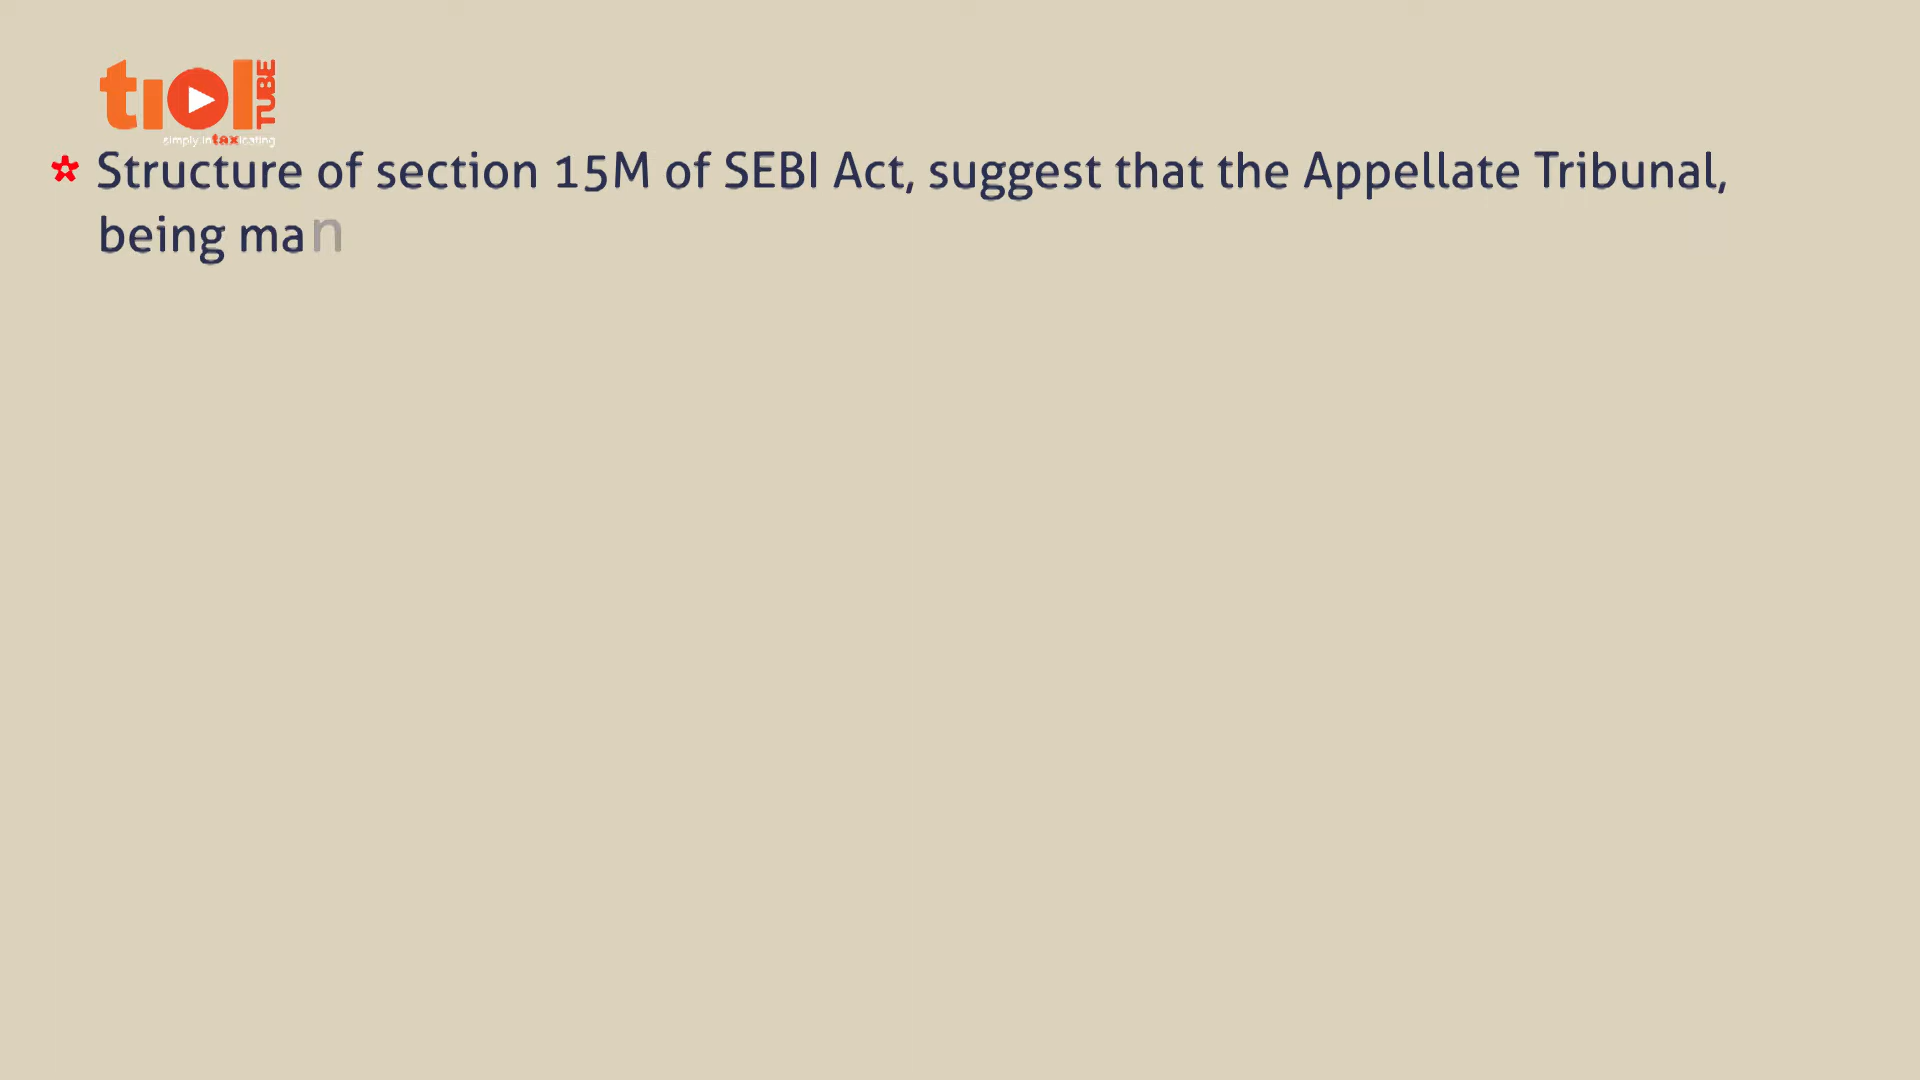 tiol TUBE
simply intaxicating
* Structure of section 15M of SEBI Act, suggest that the Appellate Tribunal,
being man